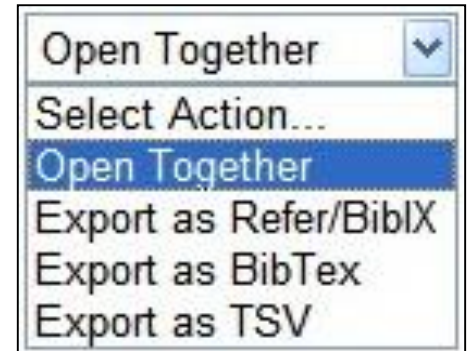 Open Together
Select Action...
Open Together
Export as Refer/BibIX
Export as BibTex
Export as TSV